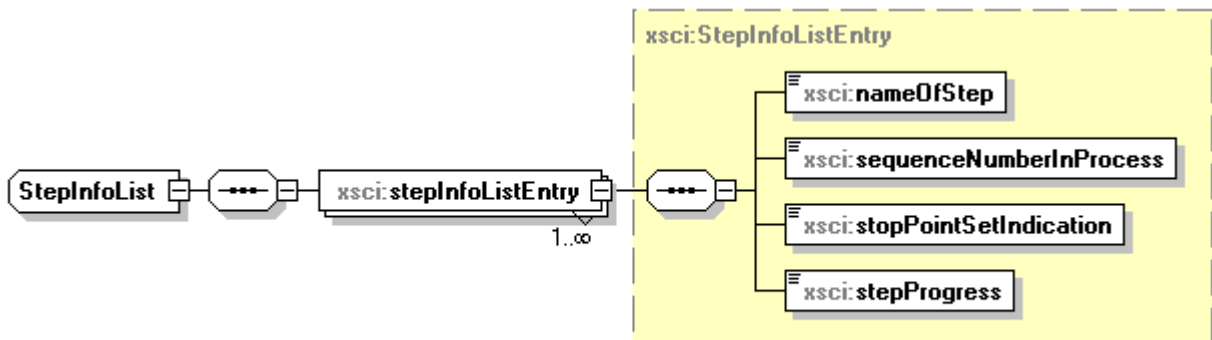 xsci:StepInfoListEntry
xsci:nameOfStep
xsci:sequenceNumberInProcess
StepInfoList
xsci:stepInfoListEntry
1..∞
xsci:stopPointSetIndication
xsci:stepProgress